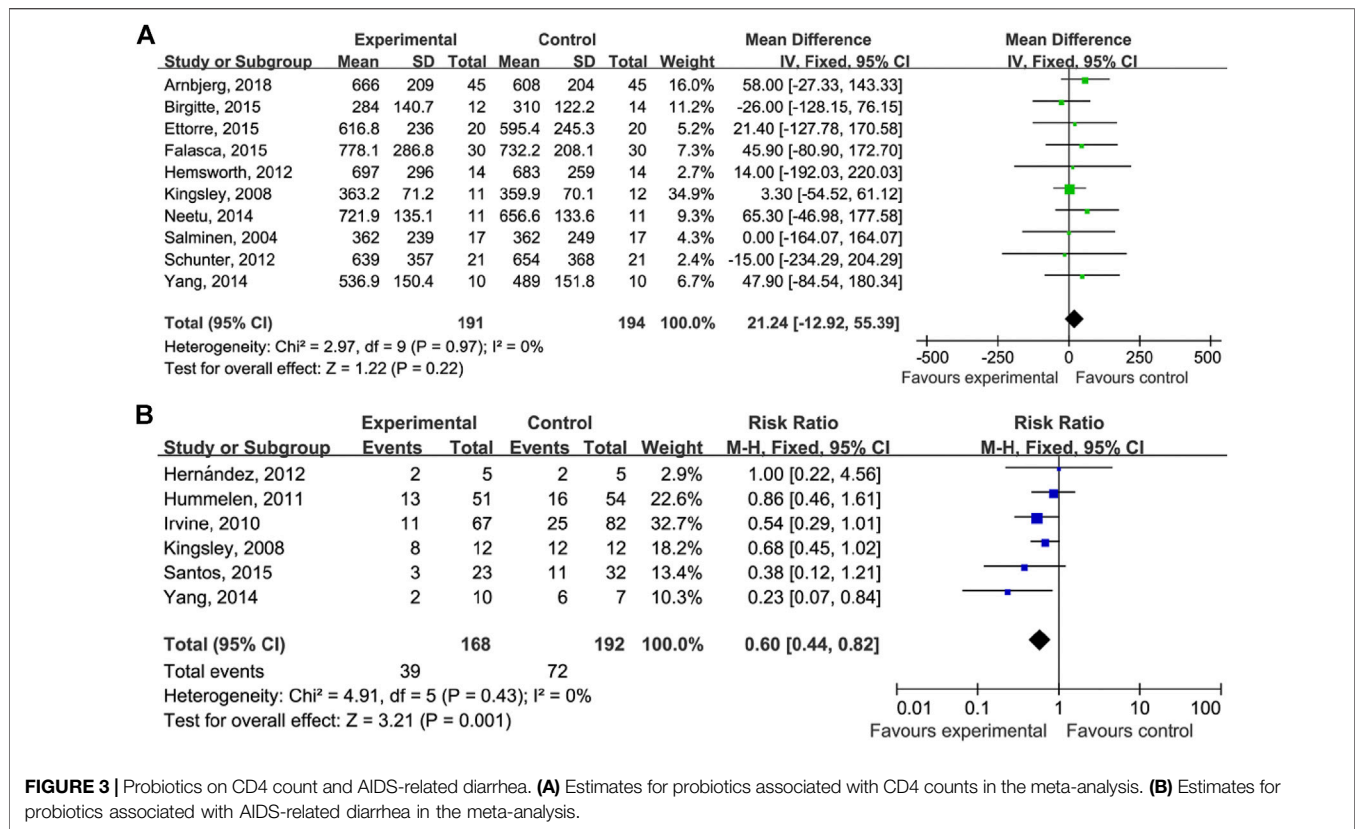 A
Experimental Control Mean Difference Mean Difference
Study or Subgroup Mean SD Total Mean SD Total Weight IV, Fixed, 95% CI IV, Fixed, 95% CI
Arnbjerg, 2018 666 209 45 608 204 45 16.0% 58.00 [-27.33, 143.33]
Birgitte, 2015 284 140.7 12 310 122.2 14 11.2% -26.00 [-128.15, 76.15]
Ettorre, 2015 616.8 236 20 595.4 245.3 20 5.2% 21.40 [-127.78, 170.58]
Falasca, 2015 778.1 286.8 30 732.2 208.1 30 7.3% 45.90 [-80.90, 172.70]
Hemsworth, 2012 697 296 14 683 259 14 2.7% 14.00 [-192.03, 220.03]
Kingsley, 2008 363.2 71.2 11 359.9 70.1 12 34.9% 3.30 [-54.52, 61.12]
Neetu, 2014 721.9 135.1 11 656.6 133.6 11 9.3% 65.30 [-46.98, 177.58]
Salminen, 2004 362 239 17 362 249 17 4.3% 0.00 [-164.07, 164.07]
Schunter, 2012 639 357 21 654 368 21 2.4% -15.00 [-234.29, 204.29]
Yang, 2014 536.9 150.4 10 489 151.8 10 6.7% 47.90 [-84.54, 180.34]
Total (95% CI) 191 194 100.0% 21.24 [-12.92, 55.39]
Heterogeneity: Chi² = 2.97, df = 9 (P = 0.97); I² = 0%
Test for overall effect: Z = 1.22 (P = 0.22)
-500 -250 0 250 500
Favours experimental Favours control
B
Experimental Control Risk Ratio Risk Ratio
Study or Subgroup Events Total Events Total Weight M-H, Fixed, 95% CI M-H, Fixed, 95% CI
Hernández, 2012 2 5 2 5 2.9% 1.00 [0.22, 4.56]
Hummelen, 2011 13 51 16 54 22.6% 0.86 [0.46, 1.61]
Irvine, 2010 11 67 25 82 32.7% 0.54 [0.29, 1.01]
Kingsley, 2008 8 12 12 12 18.2% 0.68 [0.45, 1.02]
Santos, 2015 3 23 11 32 13.4% 0.38 [0.12, 1.21]
Yang, 2014 2 10 6 7 10.3% 0.23 [0.07, 0.84]
Total (95% CI) 168 192 100.0% 0.60 [0.44, 0.82]
Total events 39 72
Heterogeneity: Chi² = 4.91, df = 5 (P = 0.43); I² = 0%
Test for overall effect: Z = 3.21 (P = 0.001)
0.01 0.1 1 10 100
Favours experimental Favours control
FIGURE 3 | Probiotics on CD4 count and AIDS-related diarrhea. (A) Estimates for probiotics associated with CD4 counts in the meta-analysis. (B) Estimates for
probiotics associated with AIDS-related diarrhea in the meta-analysis.